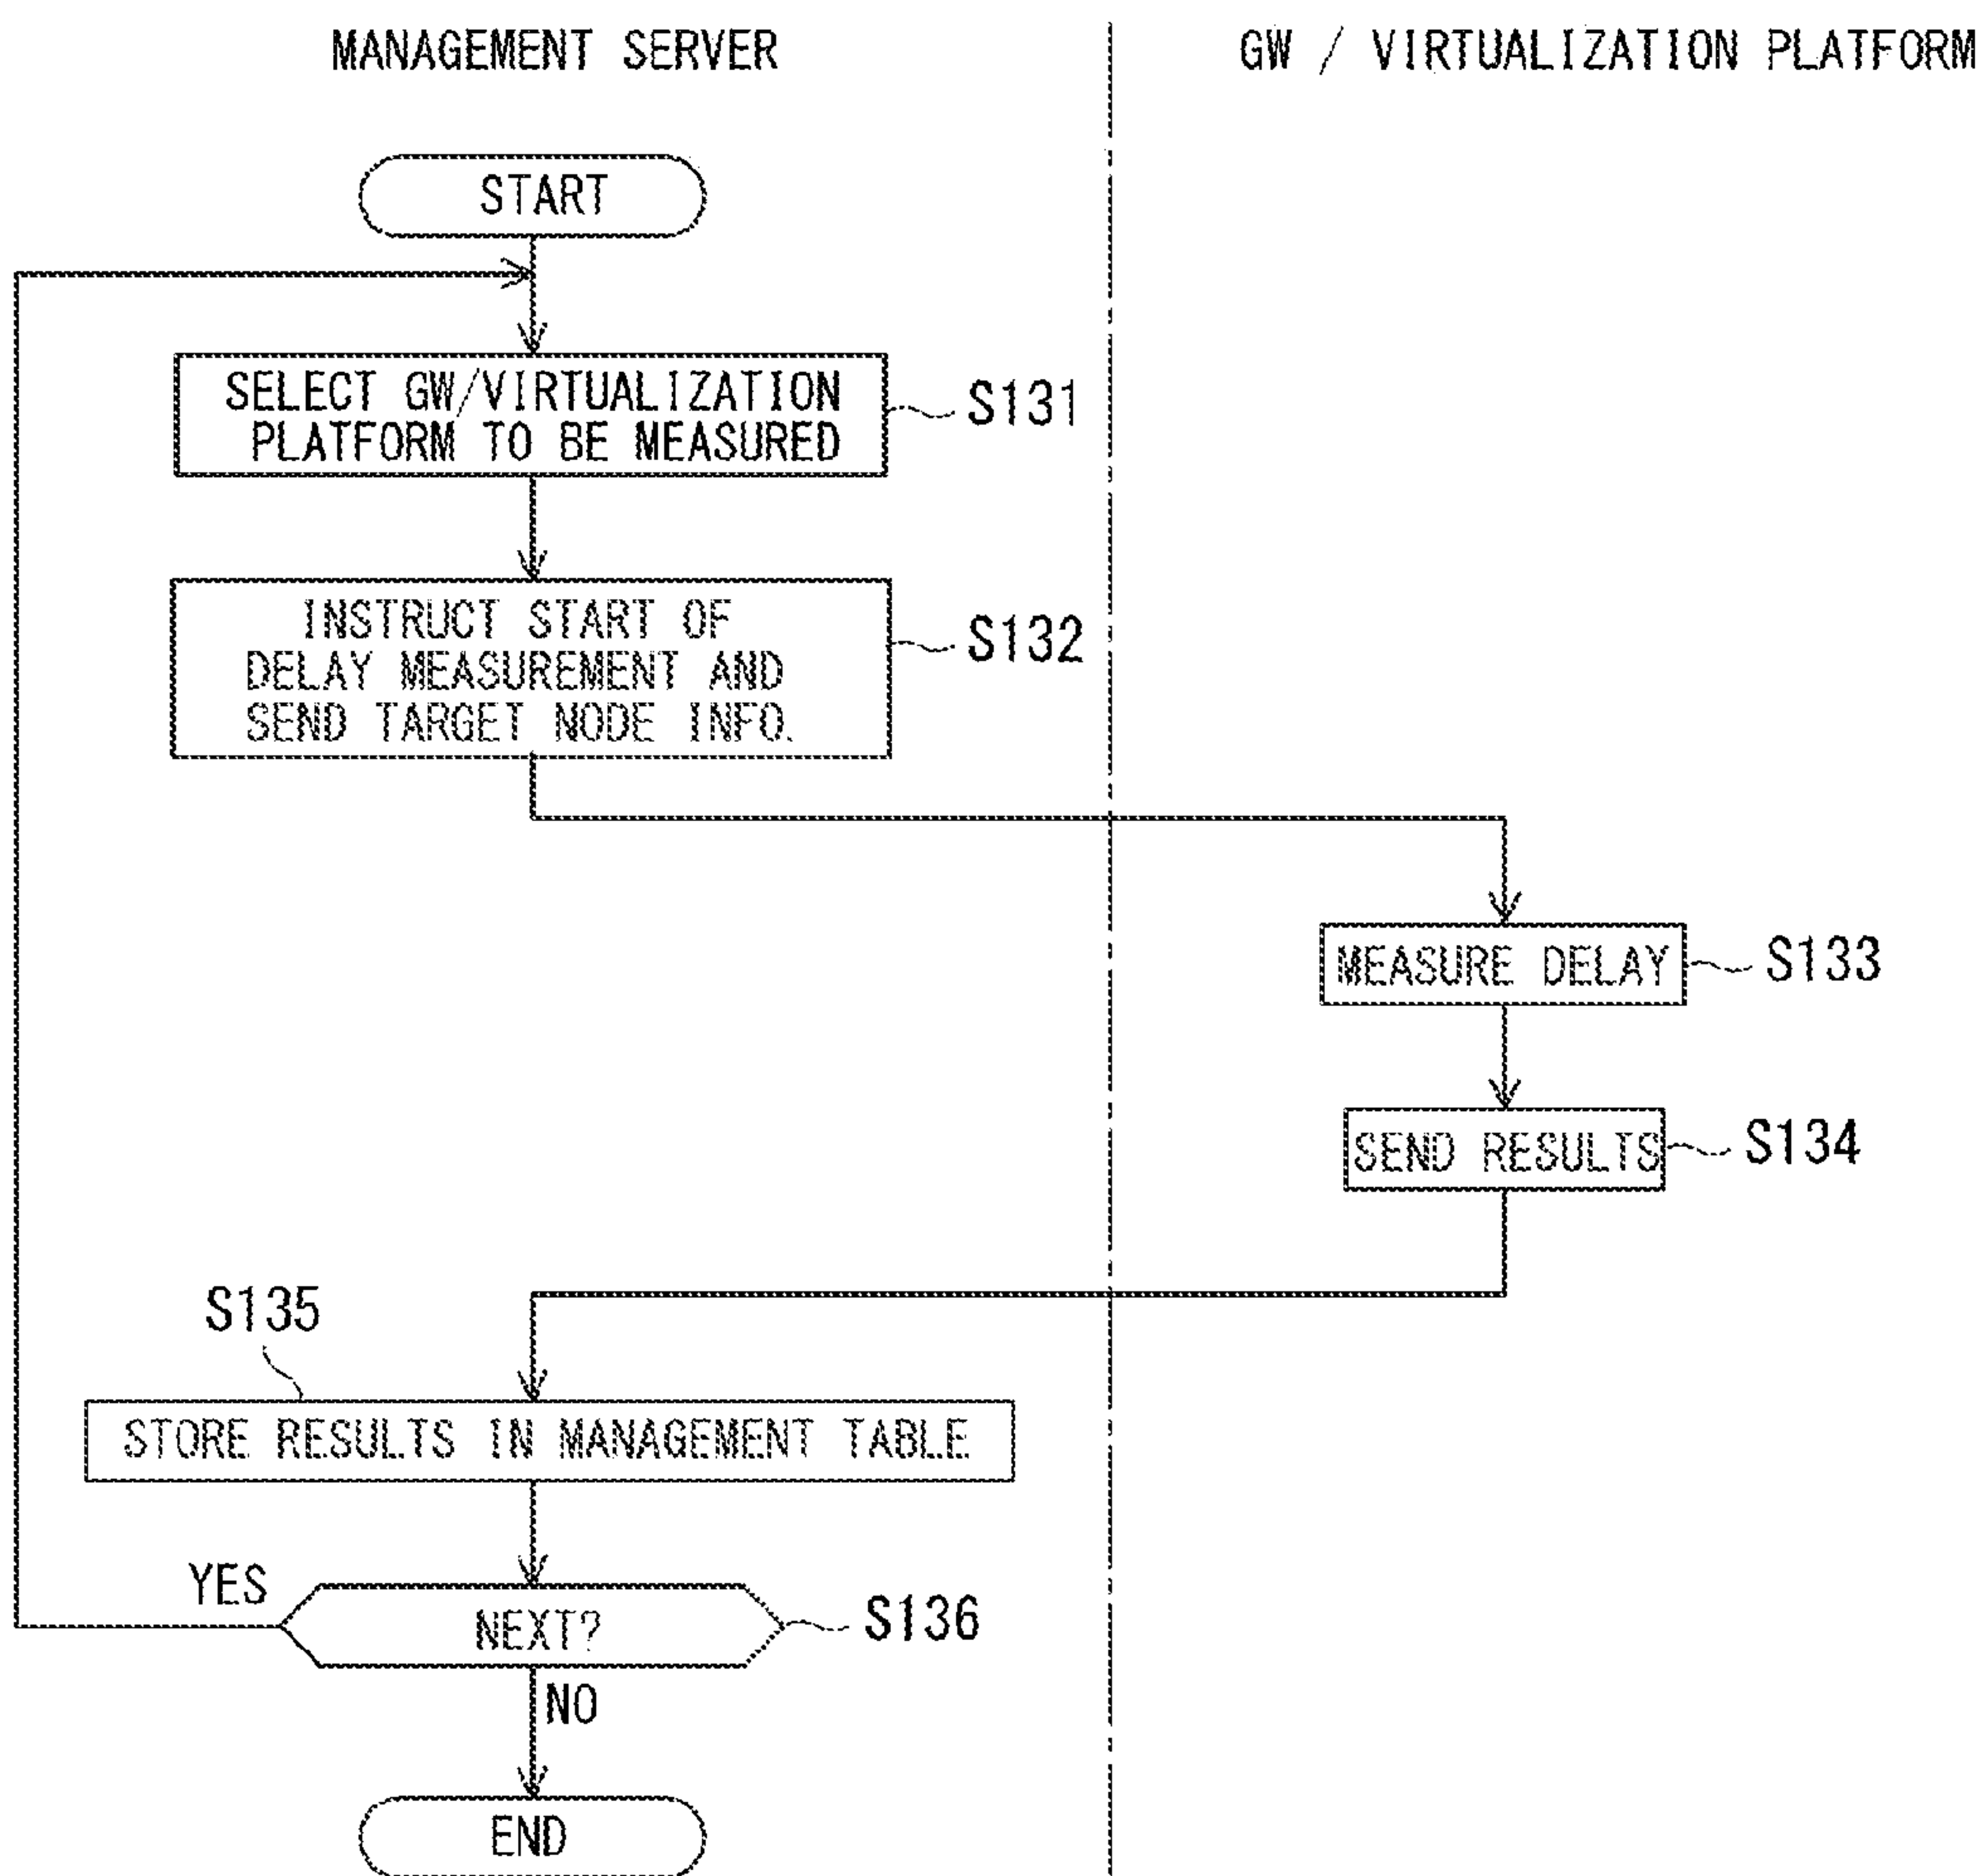 MANAGEMENT SERVER
GW / VIRTUALIZATION PLATFORM
START
SELECT GW/VIRTUALIZATION
PLATFORM TO BE MEASURED
S131
INSTRUCT START OF
DELAY MEASUREMENT AND
SEND TARGET NODE INFO.
S132
MEASURE DELAY
S133
SEND RESULTS
S134
S135
STORE RESULTS IN MANAGEMENT TABLE
YES
NEXT?
S136
NO
END